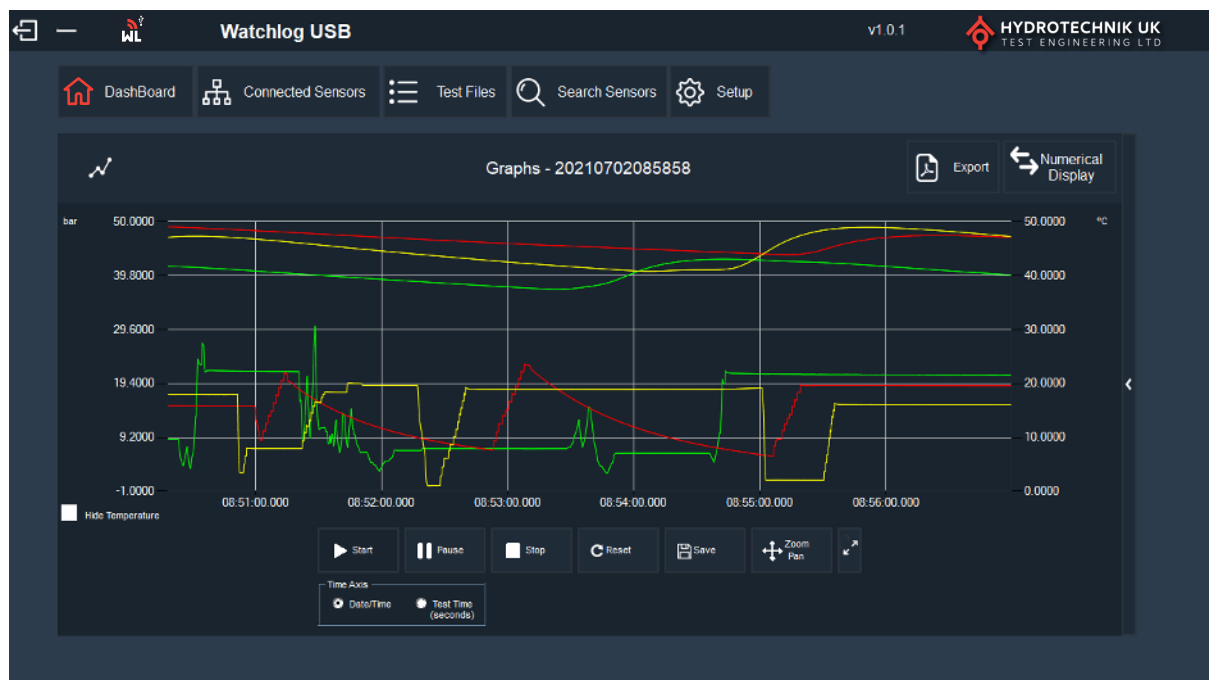 WL
Watchlog USB
v1.0.1
HYDROTECHNIK UK
TEST ENGINEERING LTD
DashBoard
Connected Sensors
Test Files
Search Sensors
Setup
Graphs - 20210702085858
Export
Numerical
Display
bar
50.0000
50.0000
ºC
39.8000
40.0000
29.6000
30.0000
19.4000
20.0000
9.2000
10.0000
-1.0000
0.0000
08:51:00.000
08:52:00.000
08:53:00.000
08:54:00.000
08:55:00.000
08:56:00.000
Hide Temperature
Start
Pause
Stop
Reset
Save
Zoom
Pan
Time Axis
Date/Time
Test Time
(seconds)